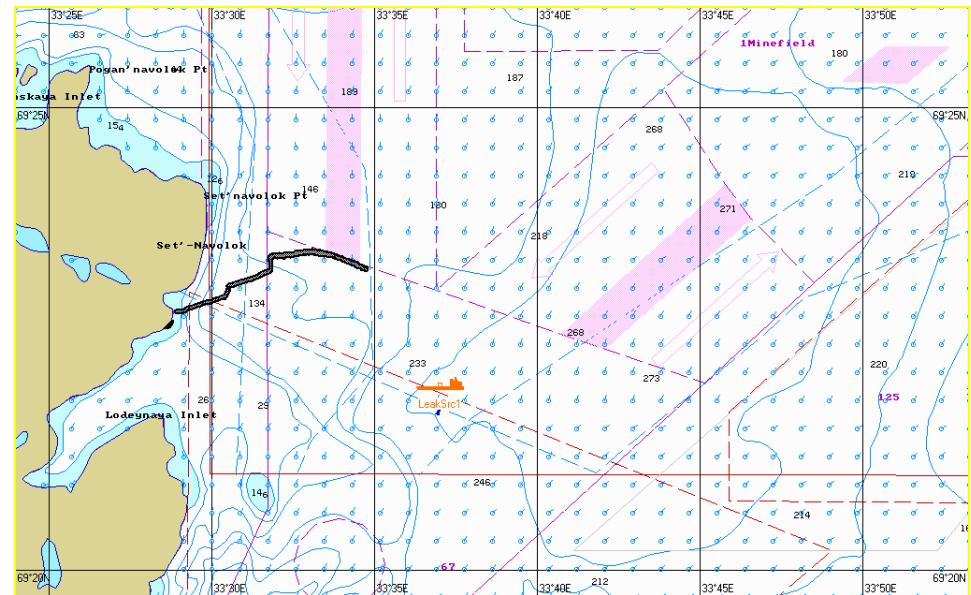 33°25E 33°30E 33°35E 33°40E 33°45E 33°50E
63
1Minefield
180
Pogan'navolok Pt
187
189
askaya Inlet
69°25N 69°25N
154
268
126
146
219
Set'navolok Pt
180
271
218
Set'-Navolok
134
268
233
220
273
125
LeakSrc1
26
29
Lodeynaya Inlet
246
146
214
67
212
69°20N 69°20N
33°30E 33°35E 33°40E 33°45E 33°50E